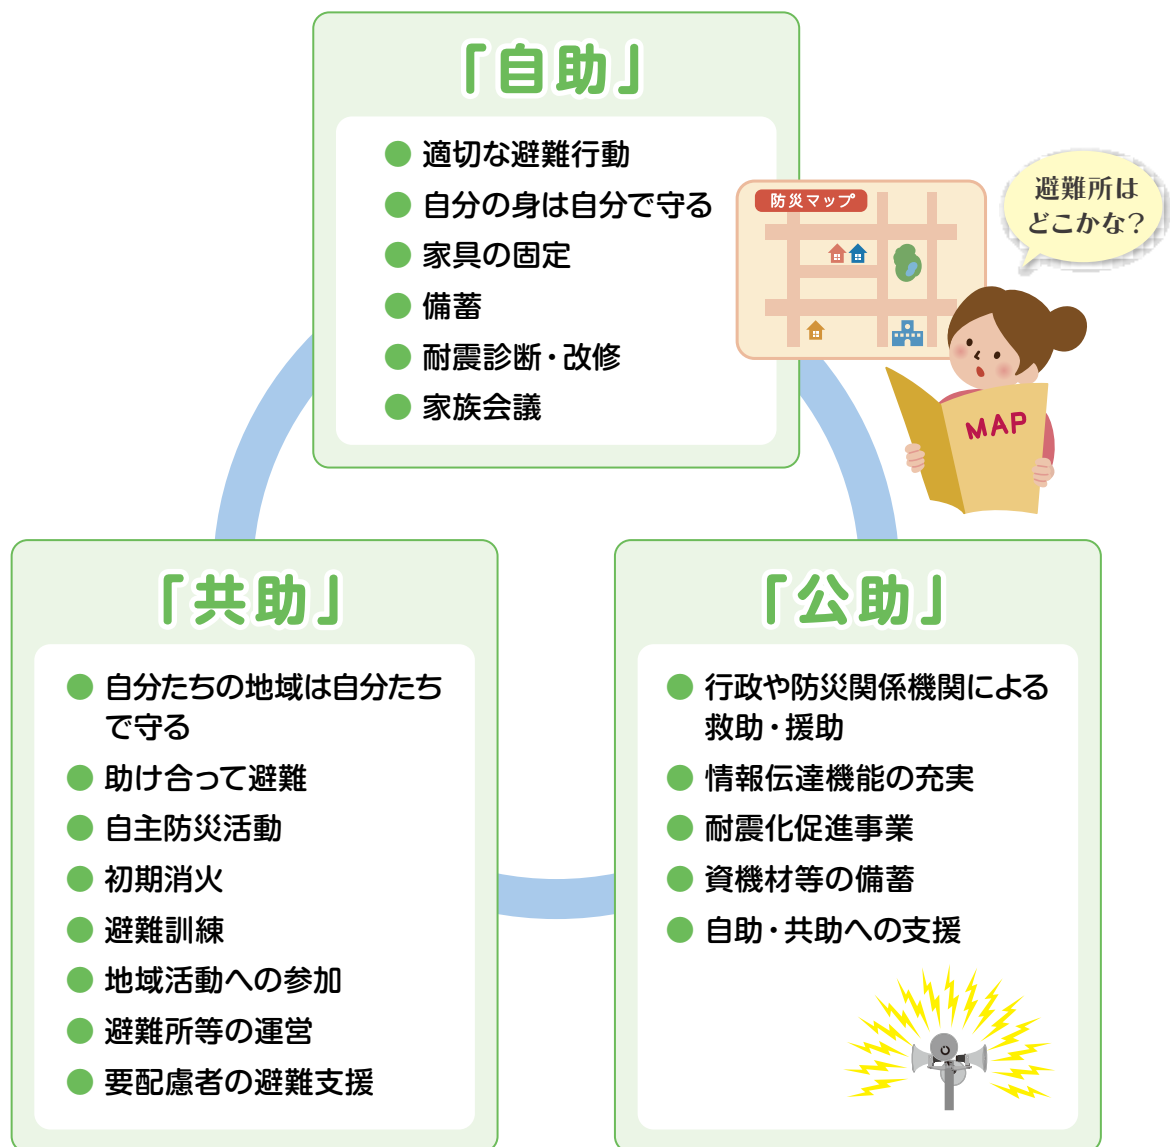 「自助」
● 適切な避難行動
● 自分の身は自分で守る
● 家具の固定
● 備蓄
● 耐震診断・改修
● 家族会議
防災マップ
避難所は
どこかな？
MAP
「共助」
● 自分たちの地域は自分たち
で守る
● 助け合って避難
● 自主防災活動
● 初期消火
● 避難訓練
● 地域活動への参加
● 避難所等の運営
● 要配慮者の避難支援
「公助」
● 行政や防災関係機関による
救助・援助
● 情報伝達機能の充実
● 耐震化促進事業
● 資機材等の備蓄
● 自助・共助への支援